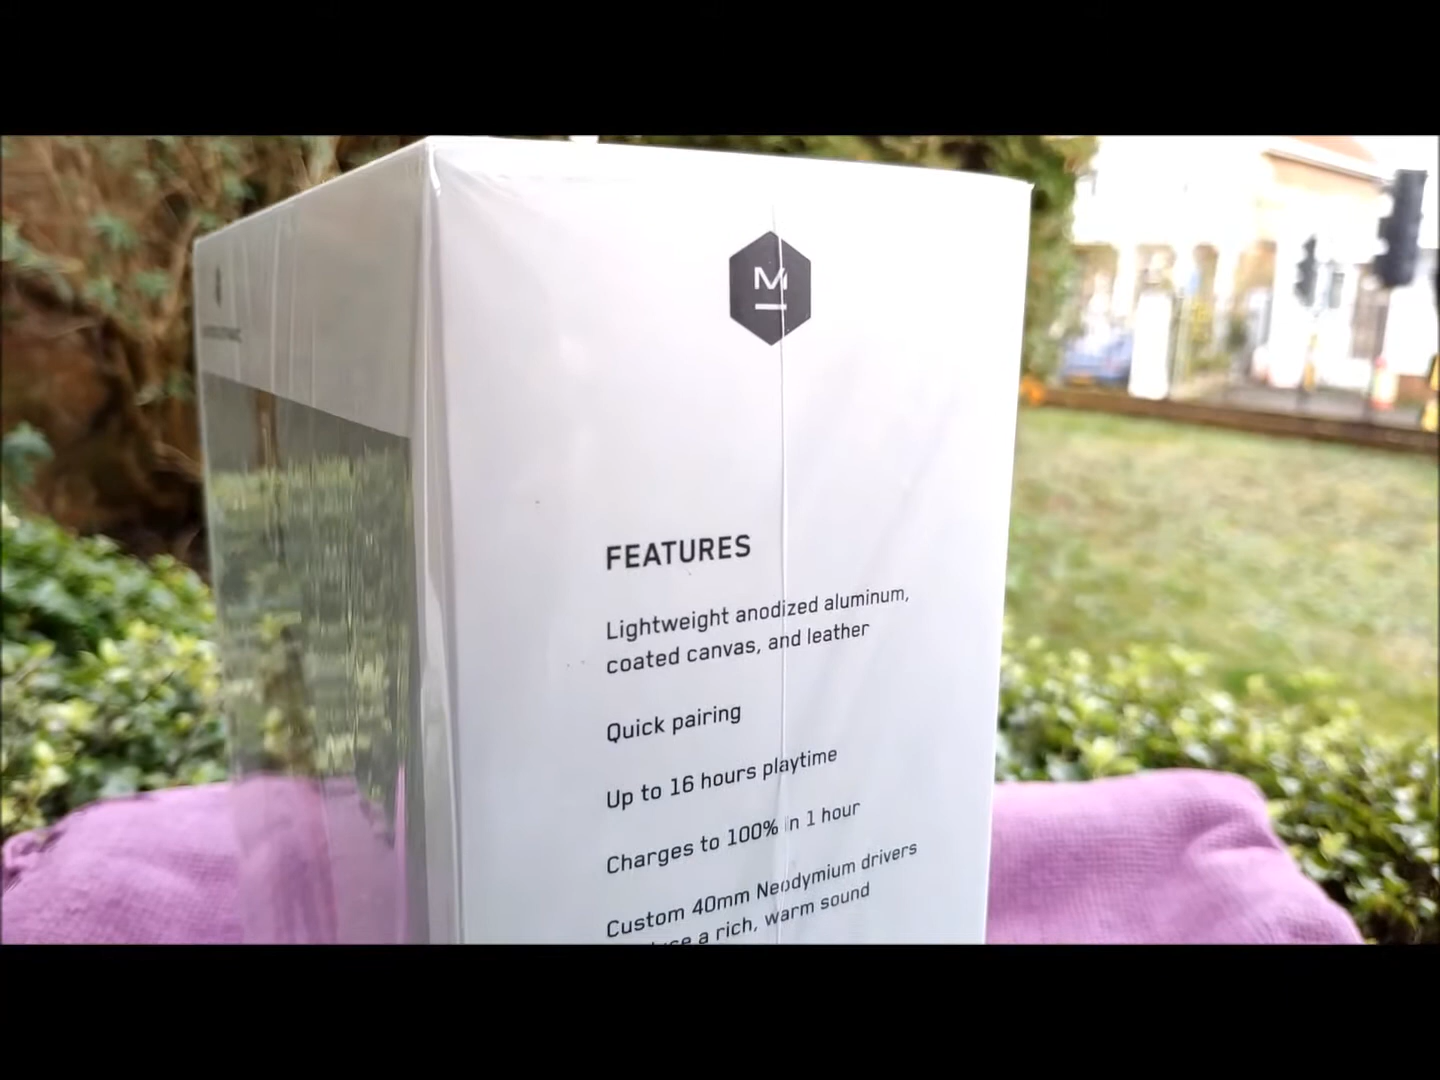 M
FEATURES
Lightweight anodized aluminum,
coated canvas, and leather
Quick pairing
Up to 16 hours playtime
Charges to 100% in 1 hour
Custom 40mm Neodymium drivers
a rich, warm sound